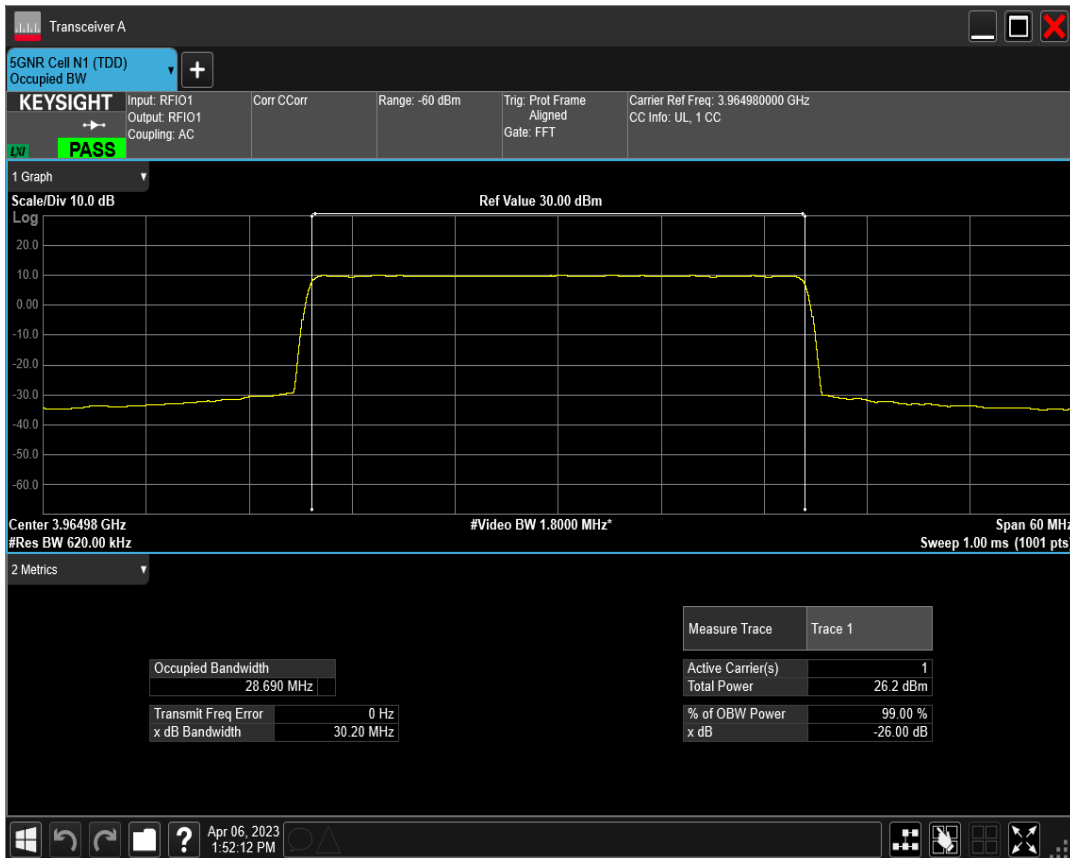 Transceiver A
5GNR Cell N1 (TDD)
Occupied BW
+
KEYSIGHT
LXI
PASS
Input: RFIO1
Output: RFIO1
Coupling: AC
Corr CCorr
Range: -60 dBm
Trig: Prot Frame
Aligned
Gate: FFT
Carrier Ref Freq: 3.964980000 GHz
CC Info: UL, 1 CC
1 Graph
Scale/Div 10.0 dB
Ref Value 30.00 dBm
Log
20.0
10.0
0.00
-10.0
-20.0
-30.0
-40.0
-50.0
-60.0
Center 3.96498 GHz
#Video BW 1.8000 MHz*
Span 60 MHz
#Res BW 620.00 kHz
Sweep 1.00 ms (1001 pts)
2 Metrics
Measure Trace Trace 1
Occupied Bandwidth
28.690 MHz
Active Carrier(s) 1
Total Power 26.2 dBm
Transmit Freq Error 0 Hz
x dB Bandwidth 30.20 MHz
% of OBW Power 99.00 %
x dB -26.00 dB
?
Apr 06, 2023
1:52:12 PM